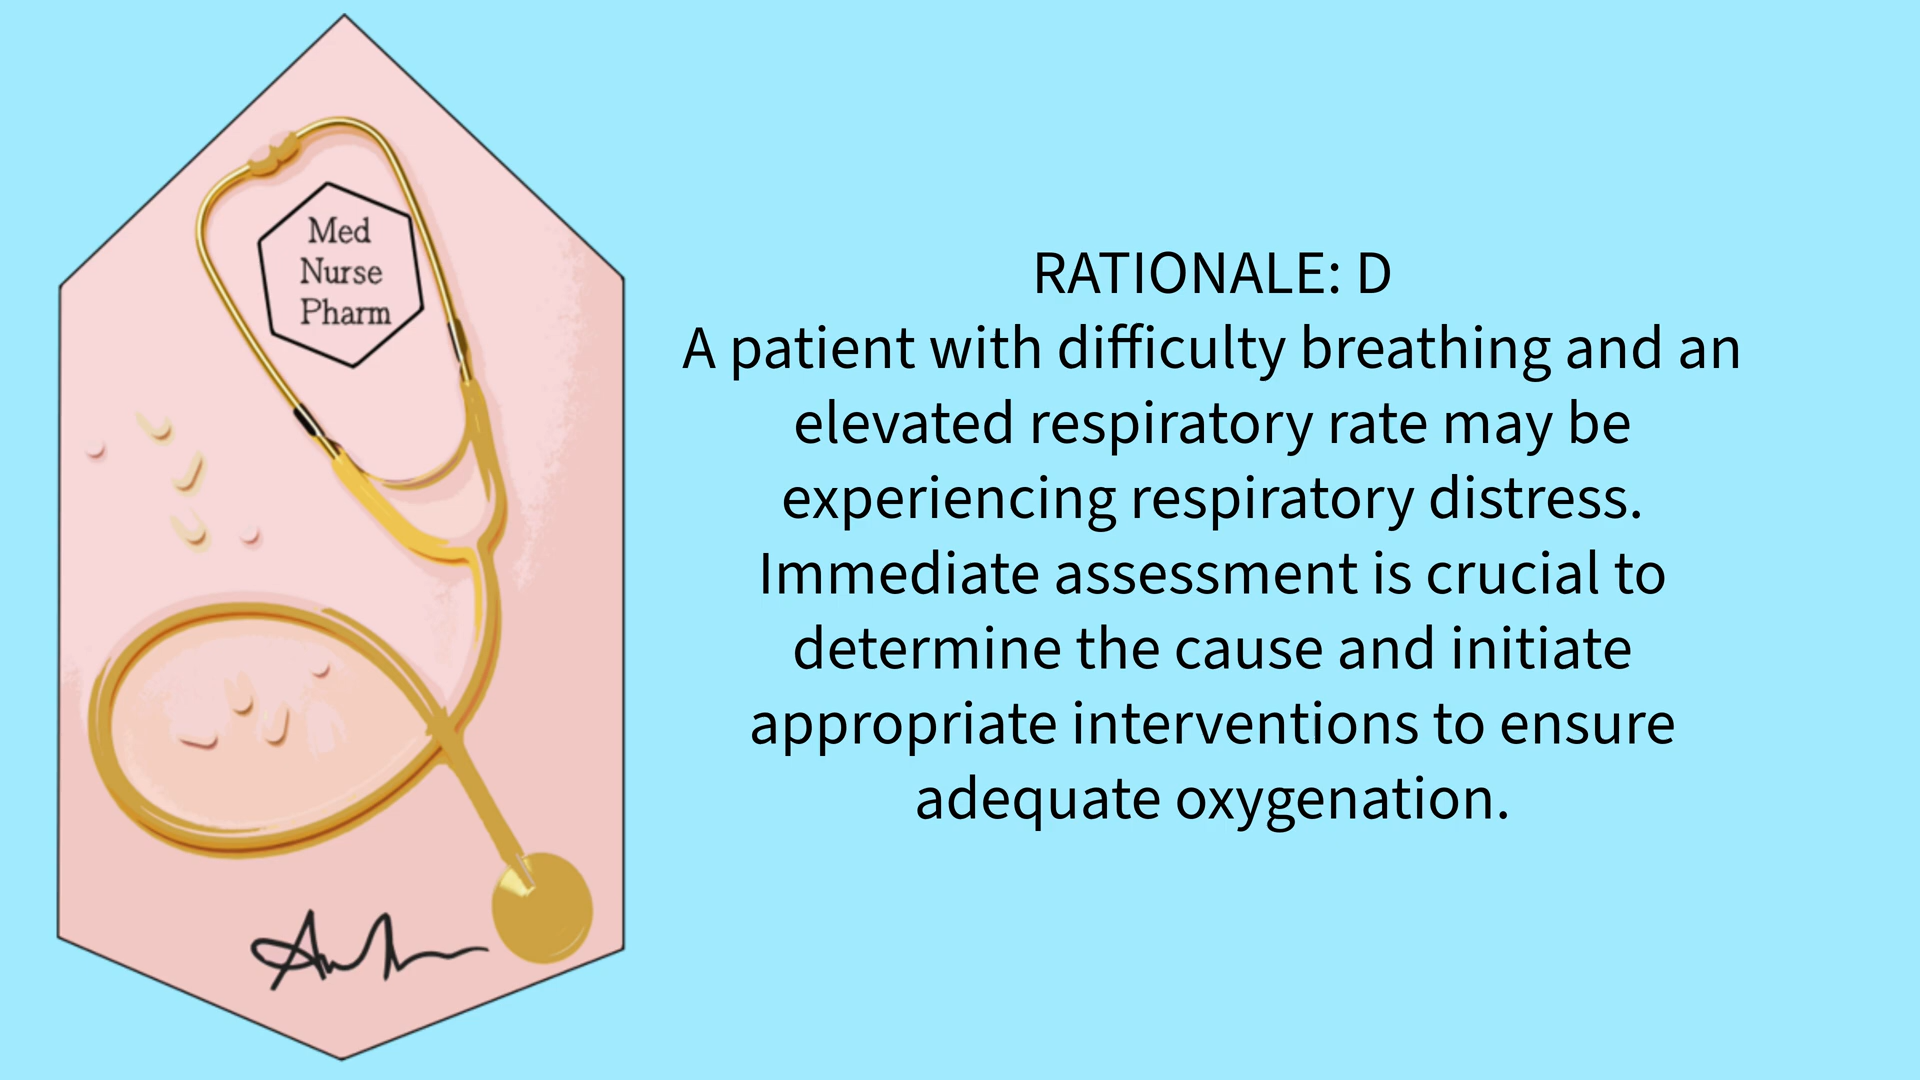 Med
Nurse
Pharm
RATIONALE: D
A patient with difficulty breathing and an
elevated respiratory rate may be
experiencing respiratory distress.
Immediate assessment is crucial to
determine the cause and initiate
appropriate interventions to ensure
adequate oxygenation.